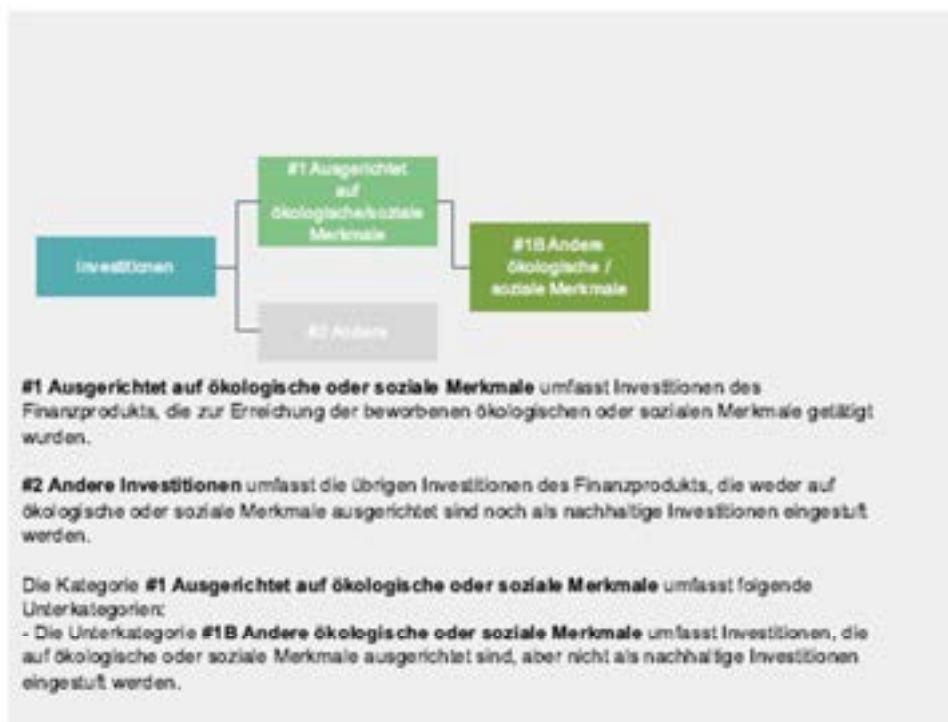 #1 Ausgerichtet
auf
ökologische/soziale
Merkmale
Investitionen
#1B Andere
ökologische /
soziale Merkmale
#2 Andere
#1 Ausgerichtet auf ökologische oder soziale Merkmale umfasst Investitionen des
Finanzprodukts, die zur Erreichung der beworbenen ökologischen oder sozialen Merkmale getätigt
wurden.
#2 Andere Investitionen umfasst die übrigen Investitionen des Finanzprodukts, die weder auf
ökologische oder soziale Merkmale ausgerichtet sind noch als nachhaltige Investitionen eingestuft
werden.
Die Kategorie #1 Ausgerichtet auf ökologische oder soziale Merkmale umfasst folgende
Unterkategorien:
- Die Unterkategorie #1B Andere ökologische oder soziale Merkmale umfasst Investitionen, die
auf ökologische oder soziale Merkmale ausgerichtet sind, aber nicht als nachhaltige Investitionen
eingestuft werden.